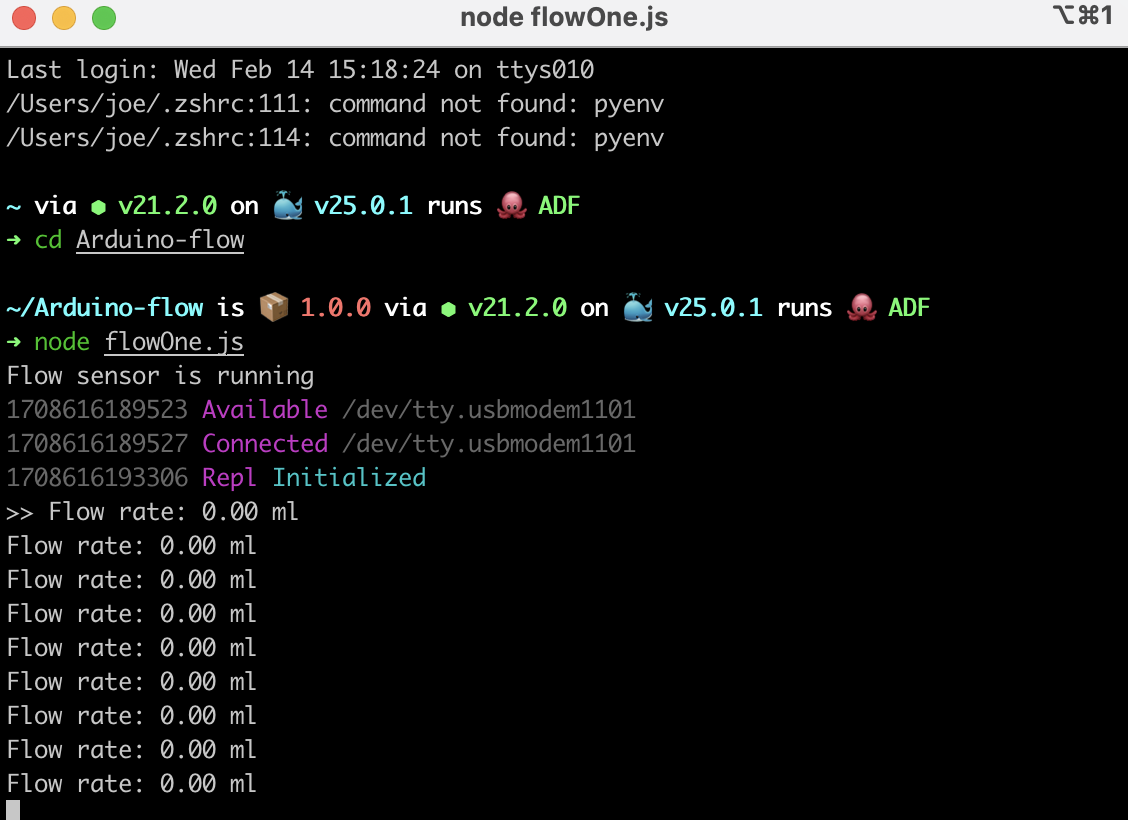 node flowOne.js
⌥⌘1
Last login: Wed Feb 14 15:18:24 on ttys010
/Users/joe/.zshrc:111: command not found: pyenv
/Users/joe/.zshrc:114: command not found: pyenv
~ via ⬢ v21.2.0 on 🐳 v25.0.1 runs 🐙 ADF
➜ cd Arduino-flow
~/Arduino-flow is 📦 1.0.0 via ⬢ v21.2.0 on 🐳 v25.0.1 runs 🐙 ADF
➜ node flowOne.js
Flow sensor is running
1708616189523 Available /dev/tty.usbmodem1101
1708616189527 Connected /dev/tty.usbmodem1101
1708616193306 Repl Initialized
>> Flow rate: 0.00 ml
Flow rate: 0.00 ml
Flow rate: 0.00 ml
Flow rate: 0.00 ml
Flow rate: 0.00 ml
Flow rate: 0.00 ml
Flow rate: 0.00 ml
Flow rate: 0.00 ml
Flow rate: 0.00 ml